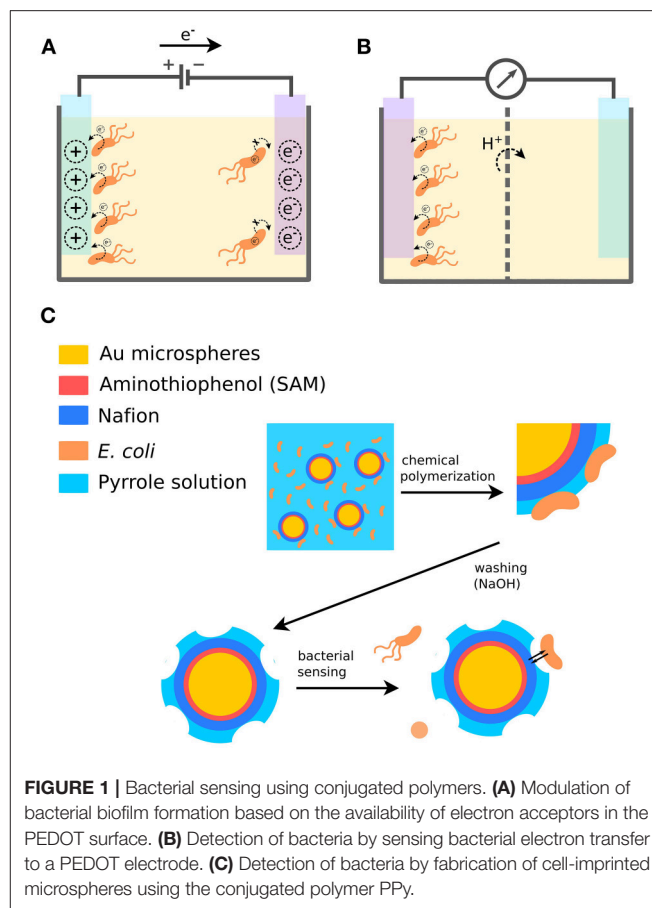 A
e-
+ −
+
e-
+
e-
+
e-
+
e-
e-
e-
e-
e-
e-
e-
B
H+
e-
e-
e-
e-
C
Au microspheres
Aminothiophenol (SAM)
Nafion
E. coli
Pyrrole solution
chemical
polymerization
washing
(NaOH)
bacterial
sensing
FIGURE 1 | Bacterial sensing using conjugated polymers. (A) Modulation of
bacterial biofilm formation based on the availability of electron acceptors in the
PEDOT surface. (B) Detection of bacteria by sensing bacterial electron transfer
to a PEDOT electrode. (C) Detection of bacteria by fabrication of cell-imprinted
microspheres using the conjugated polymer PPy.